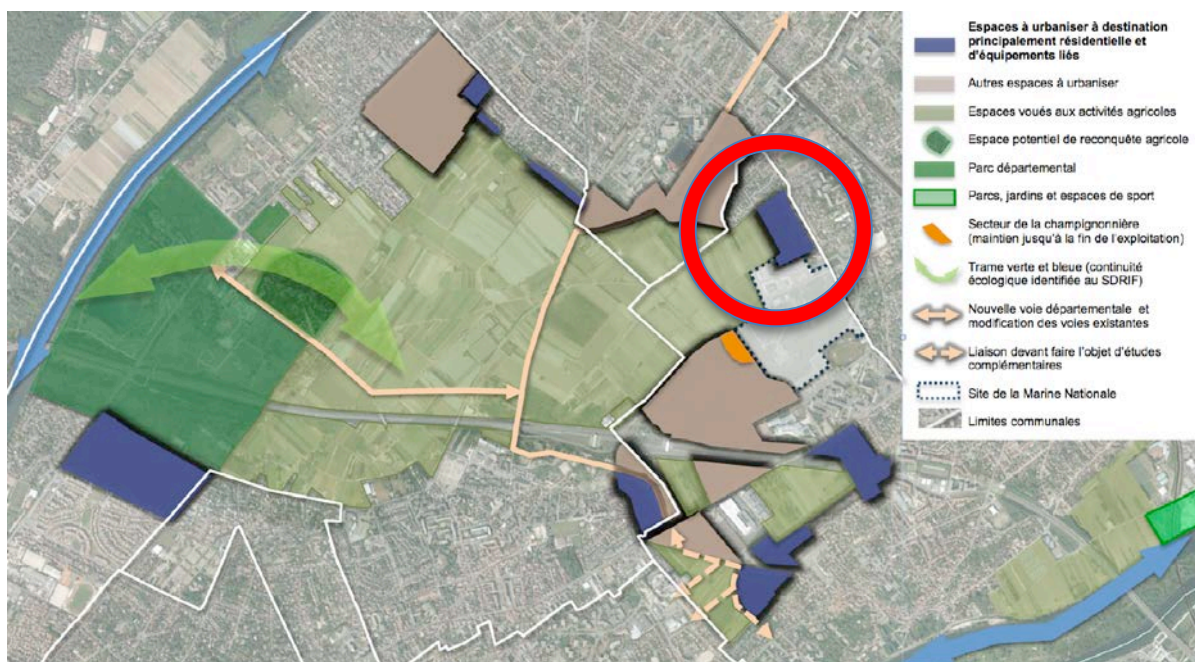 Espaces à urbaniser à destination
principalement résidentielle et
d'équipements liés
Autres espaces à urbaniser
Espaces voués aux activités agricoles
Espace potentiel de reconquête agricole
Parc départemental
Parcs, jardins et espaces de sport
Secteur de la champignonnière
(maintien jusqu'à la fin de l'exploitation)
Trame verte et bleue (continuité
écologique identifiée au SDRIF)
Nouvelle voie départementale et
modification des voies existantes
Liaison devant faire l'objet d'études
complémentaires
Site de la Marine Nationale
Limites communales